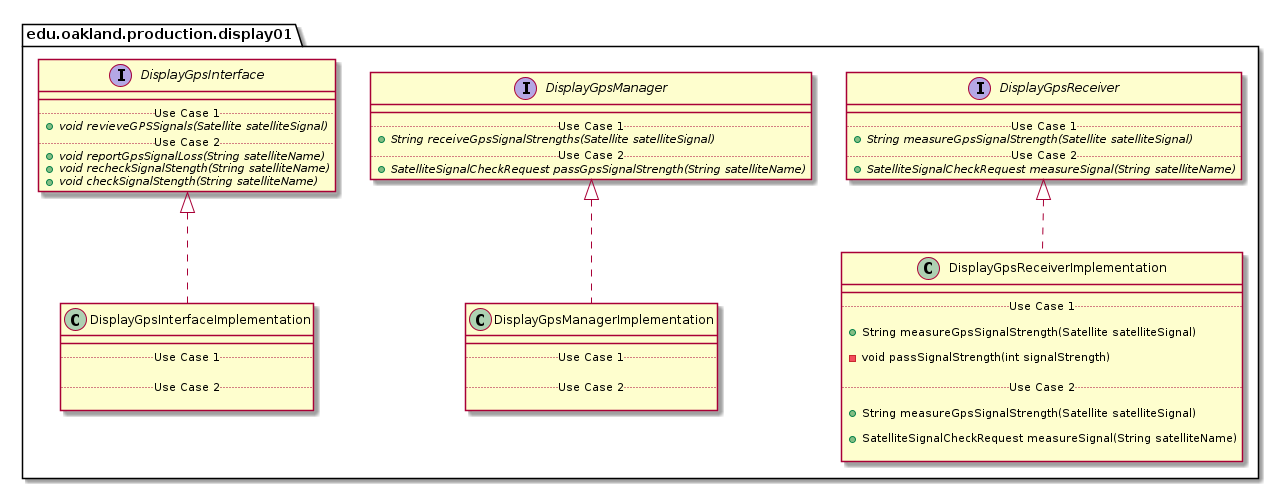 edu.oakland.production.display01
I DisplayGpsInterface
Use Case 1
void revieveGPSSignals(Satellite satelliteSignal)
Use Case 2
void reportGpsSignalLoss(String satelliteName)
void recheckSignalStength(String satelliteName)
void checkSignalStength(String satelliteName)
I DisplayGpsManager
Use Case 1
String receiveGpsSignalStrengths(Satellite satelliteSignal)
Use Case 2
SatelliteSignalCheckRequest passGpsSignalStrength(String satelliteName)
I DisplayGpsReceiver
Use Case 1
String measureGpsSignalStrength(Satellite satelliteSignal)
Use Case 2
SatelliteSignalCheckRequest measureSignal(String satelliteName)
C DisplayGpsInterfaceImplementation
Use Case 1
Use Case 2
C DisplayGpsManagerImplementation
Use Case 1
Use Case 2
C DisplayGpsReceiverImplementation
Use Case 1
String measureGpsSignalStrength(Satellite satelliteSignal)
void passSignalStrength(int signalStrength)
Use Case 2
String measureGpsSignalStrength(Satellite satelliteSignal)
SatelliteSignalCheckRequest measureSignal(String satelliteName)